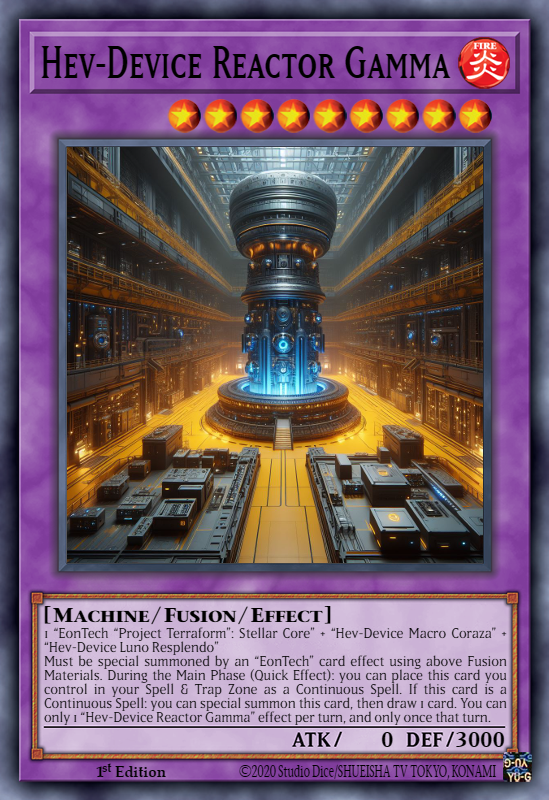 Hev-Device Reactor Gamma
FIRE
炎
[Machine/Fusion/Effect]
1 “EonTech “Project Terraform”: Stellar Core” + “Hev-Device Macro Coraza” +
“Hev-Device Luno Resplendo”
Must be special summoned by an “EonTech” card effect using above Fusion
Materials. During the Main Phase (Quick Effect): you can place this card you
control in your Spell & Trap Zone as a Continuous Spell. If this card is a
Continuous Spell: you can special summon this card, then draw 1 card. You can
only 1 “Hev-Device Reactor Gamma” effect per turn, and only once that turn.
ATK/ 0 DEF/3000
1st Edition ©2020 Studio Dice/SHUEISHA TV TOKYO, KONAMI
YU-G
YU-G